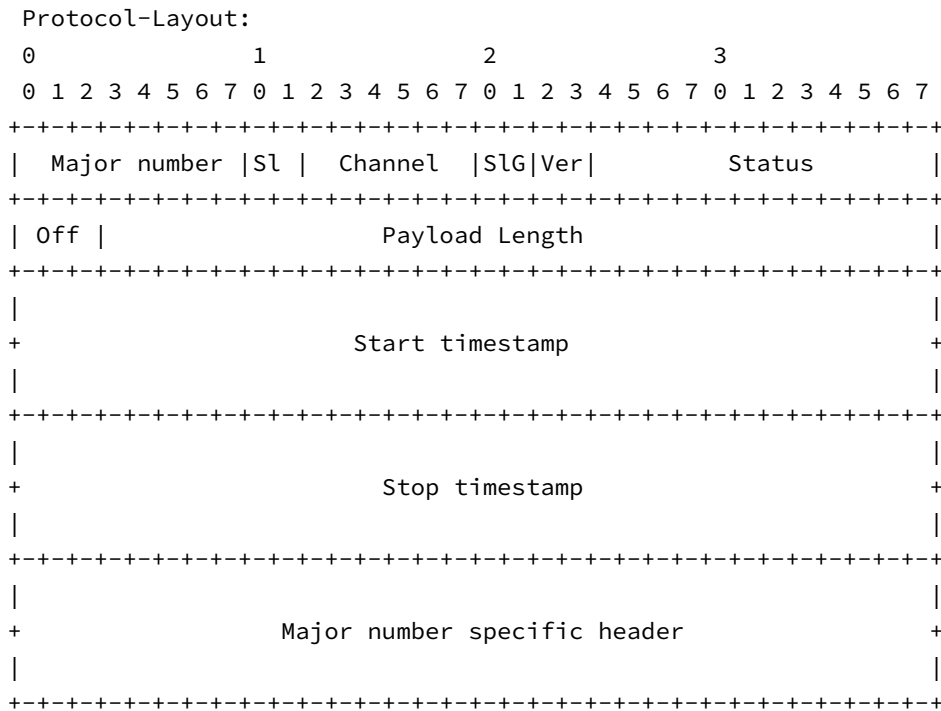 Protocol-Layout:
0                   1                   2                   3
0 1 2 3 4 5 6 7 0 1 2 3 4 5 6 7 0 1 2 3 4 5 6 7 0 1 2 3 4 5 6 7
+-+-+-+-+-+-+-+-+-+-+-+-+-+-+-+-+-+-+-+-+-+-+-+-+-+-+-+-+-+-+-+-+
|  Major number |Sl |  Channel  |SlG|Ver|         Status        |
+-+-+-+-+-+-+-+-+-+-+-+-+-+-+-+-+-+-+-+-+-+-+-+-+-+-+-+-+-+-+-+-+
| Off |                   Payload Length                        |
+-+-+-+-+-+-+-+-+-+-+-+-+-+-+-+-+-+-+-+-+-+-+-+-+-+-+-+-+-+-+-+-+
|                                                               |
+                       Start timestamp                         +
|                                                               |
+-+-+-+-+-+-+-+-+-+-+-+-+-+-+-+-+-+-+-+-+-+-+-+-+-+-+-+-+-+-+-+-+
|                                                               |
+                         Stop timestamp                        +
|                                                               |
+-+-+-+-+-+-+-+-+-+-+-+-+-+-+-+-+-+-+-+-+-+-+-+-+-+-+-+-+-+-+-+-+
|                                                               |
+                  Major number specific header                 +
|                                                               |
+-+-+-+-+-+-+-+-+-+-+-+-+-+-+-+-+-+-+-+-+-+-+-+-+-+-+-+-+-+-+-+-+